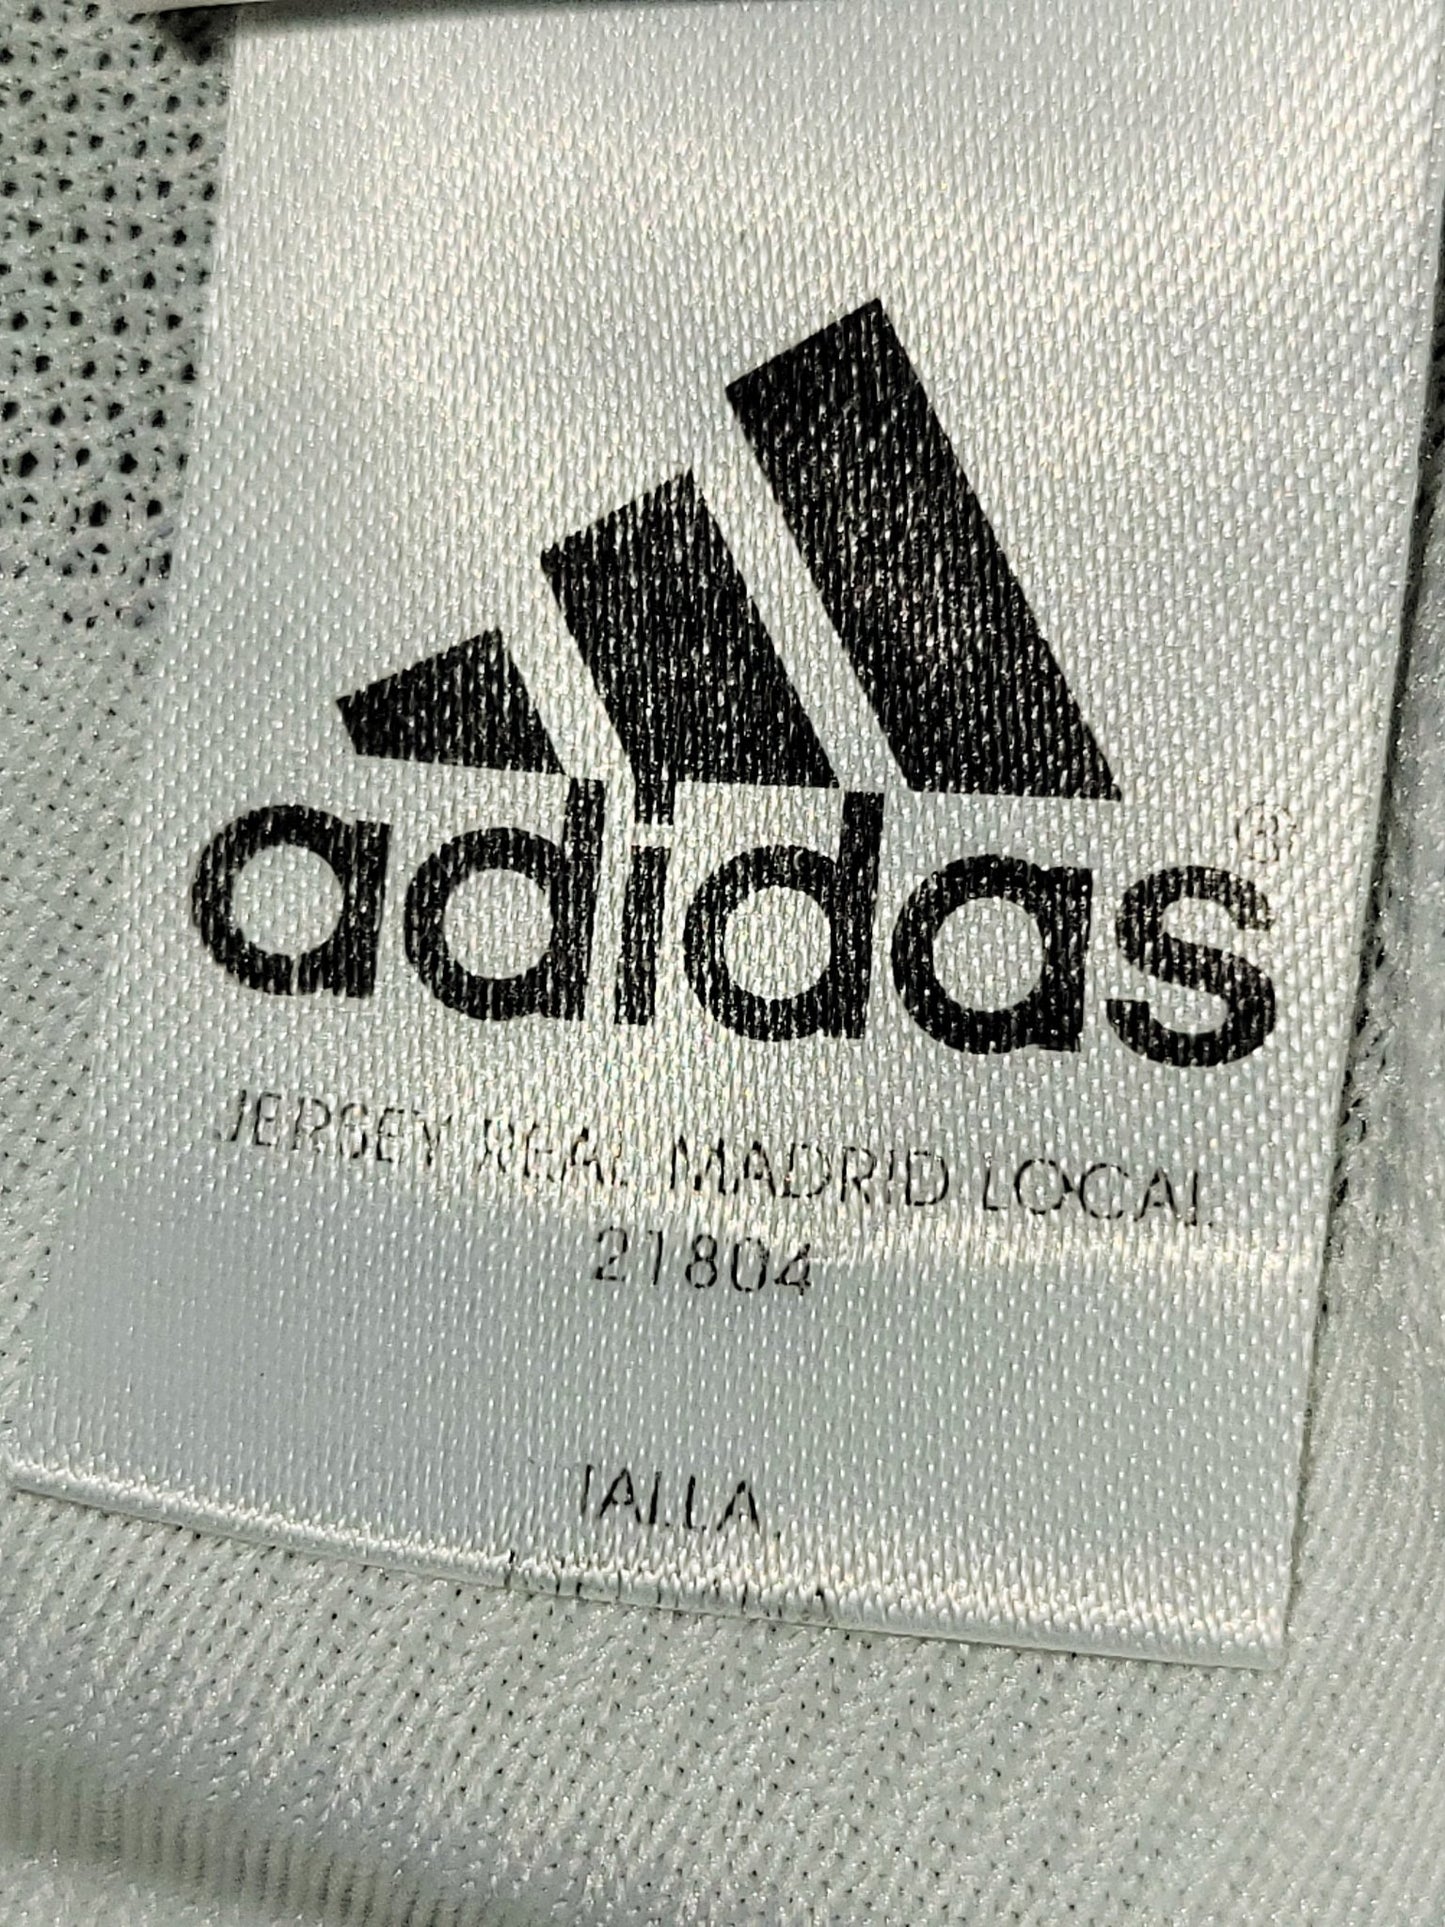 adidas®
JERSEY REAL MADRID LOCAL
21804
TALLA.